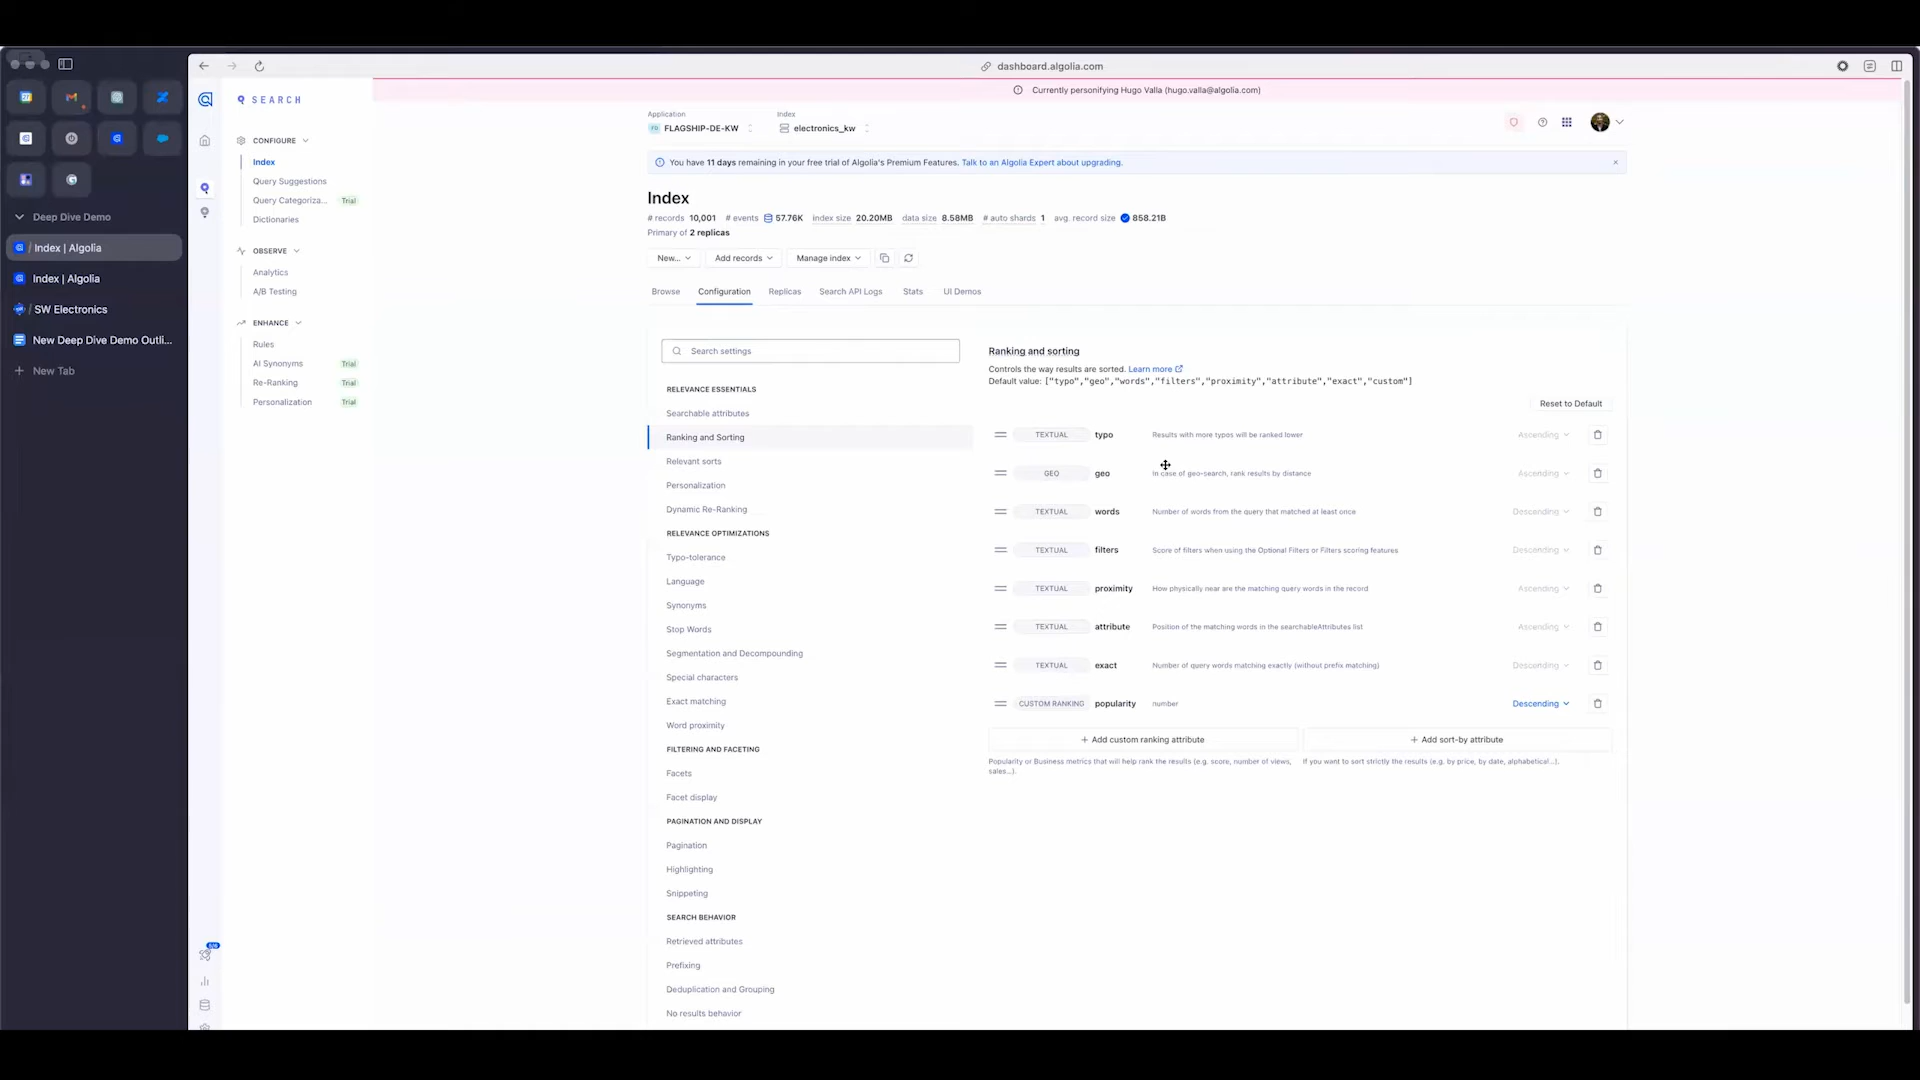 dashboard.algolia.com
Currently personifying Hugo Valla (hugo.valla@algolia.com)
Deep Dive Demo
/ Index | Algolia
Index | Algolia
/ SW Electronics
New Deep Dive Demo Outli...
+ New Tab
SEARCH
CONFIGURE
Index
Query Suggestions
Query Categoriza... Trial
Dictionaries
OBSERVE
Analytics
A/B Testing
ENHANCE
Rules
AI Synonyms Trial
Re-Ranking Trial
Personalization Trial
Application Index
FLAGSHIP-DE-KW electronics_kw
You have 11 days remaining in your free trial of Algolia's Premium Features. Talk to an Algolia Expert about upgrading.
Index
# records 10,001 # events 57.76K index size 20.20MB data size 8.58MB # auto shards 1 avg. record size 858.21B
Primary of 2 replicas
New... Add records Manage index
Browse Configuration Replicas Search API Logs Stats UI Demos
Search settings
RELEVANCE ESSENTIALS
Searchable attributes
Ranking and Sorting
Relevant sorts
Personalization
Dynamic Re-Ranking
RELEVANCE OPTIMIZATIONS
Typo-tolerance
Language
Synonyms
Stop Words
Segmentation and Decompounding
Special characters
Exact matching
Word proximity
FILTERING AND FACETING
Facets
Facet display
PAGINATION AND DISPLAY
Pagination
Highlighting
Snippeting
SEARCH BEHAVIOR
Retrieved attributes
Prefixing
Deduplication and Grouping
No results behavior
Ranking and sorting
Controls the way results are sorted. Learn more
Default value: ["typo","geo","words","filters","proximity","attribute","exact","custom"]
Reset to Default
TEXTUAL typo Results with more typos will be ranked lower Ascending
GEO geo In case of geo-search, rank results by distance Ascending
TEXTUAL words Number of words from the query that matched at least once Descending
TEXTUAL filters Score of filters when using the Optional Filters or Filters scoring features Descending
TEXTUAL proximity How physically near are the matching query words in the record Ascending
TEXTUAL attribute Position of the matching words in the searchableAttributes list Ascending
TEXTUAL exact Number of query words matching exactly (without prefix matching) Descending
CUSTOM RANKING popularity number Descending
+ Add custom ranking attribute + Add sort-by attribute
Popularity or Business metrics that will help rank the results (e.g. score, number of views, If you want to sort strictly the results (e.g. by price, by date, alphabetical...).
sales...).